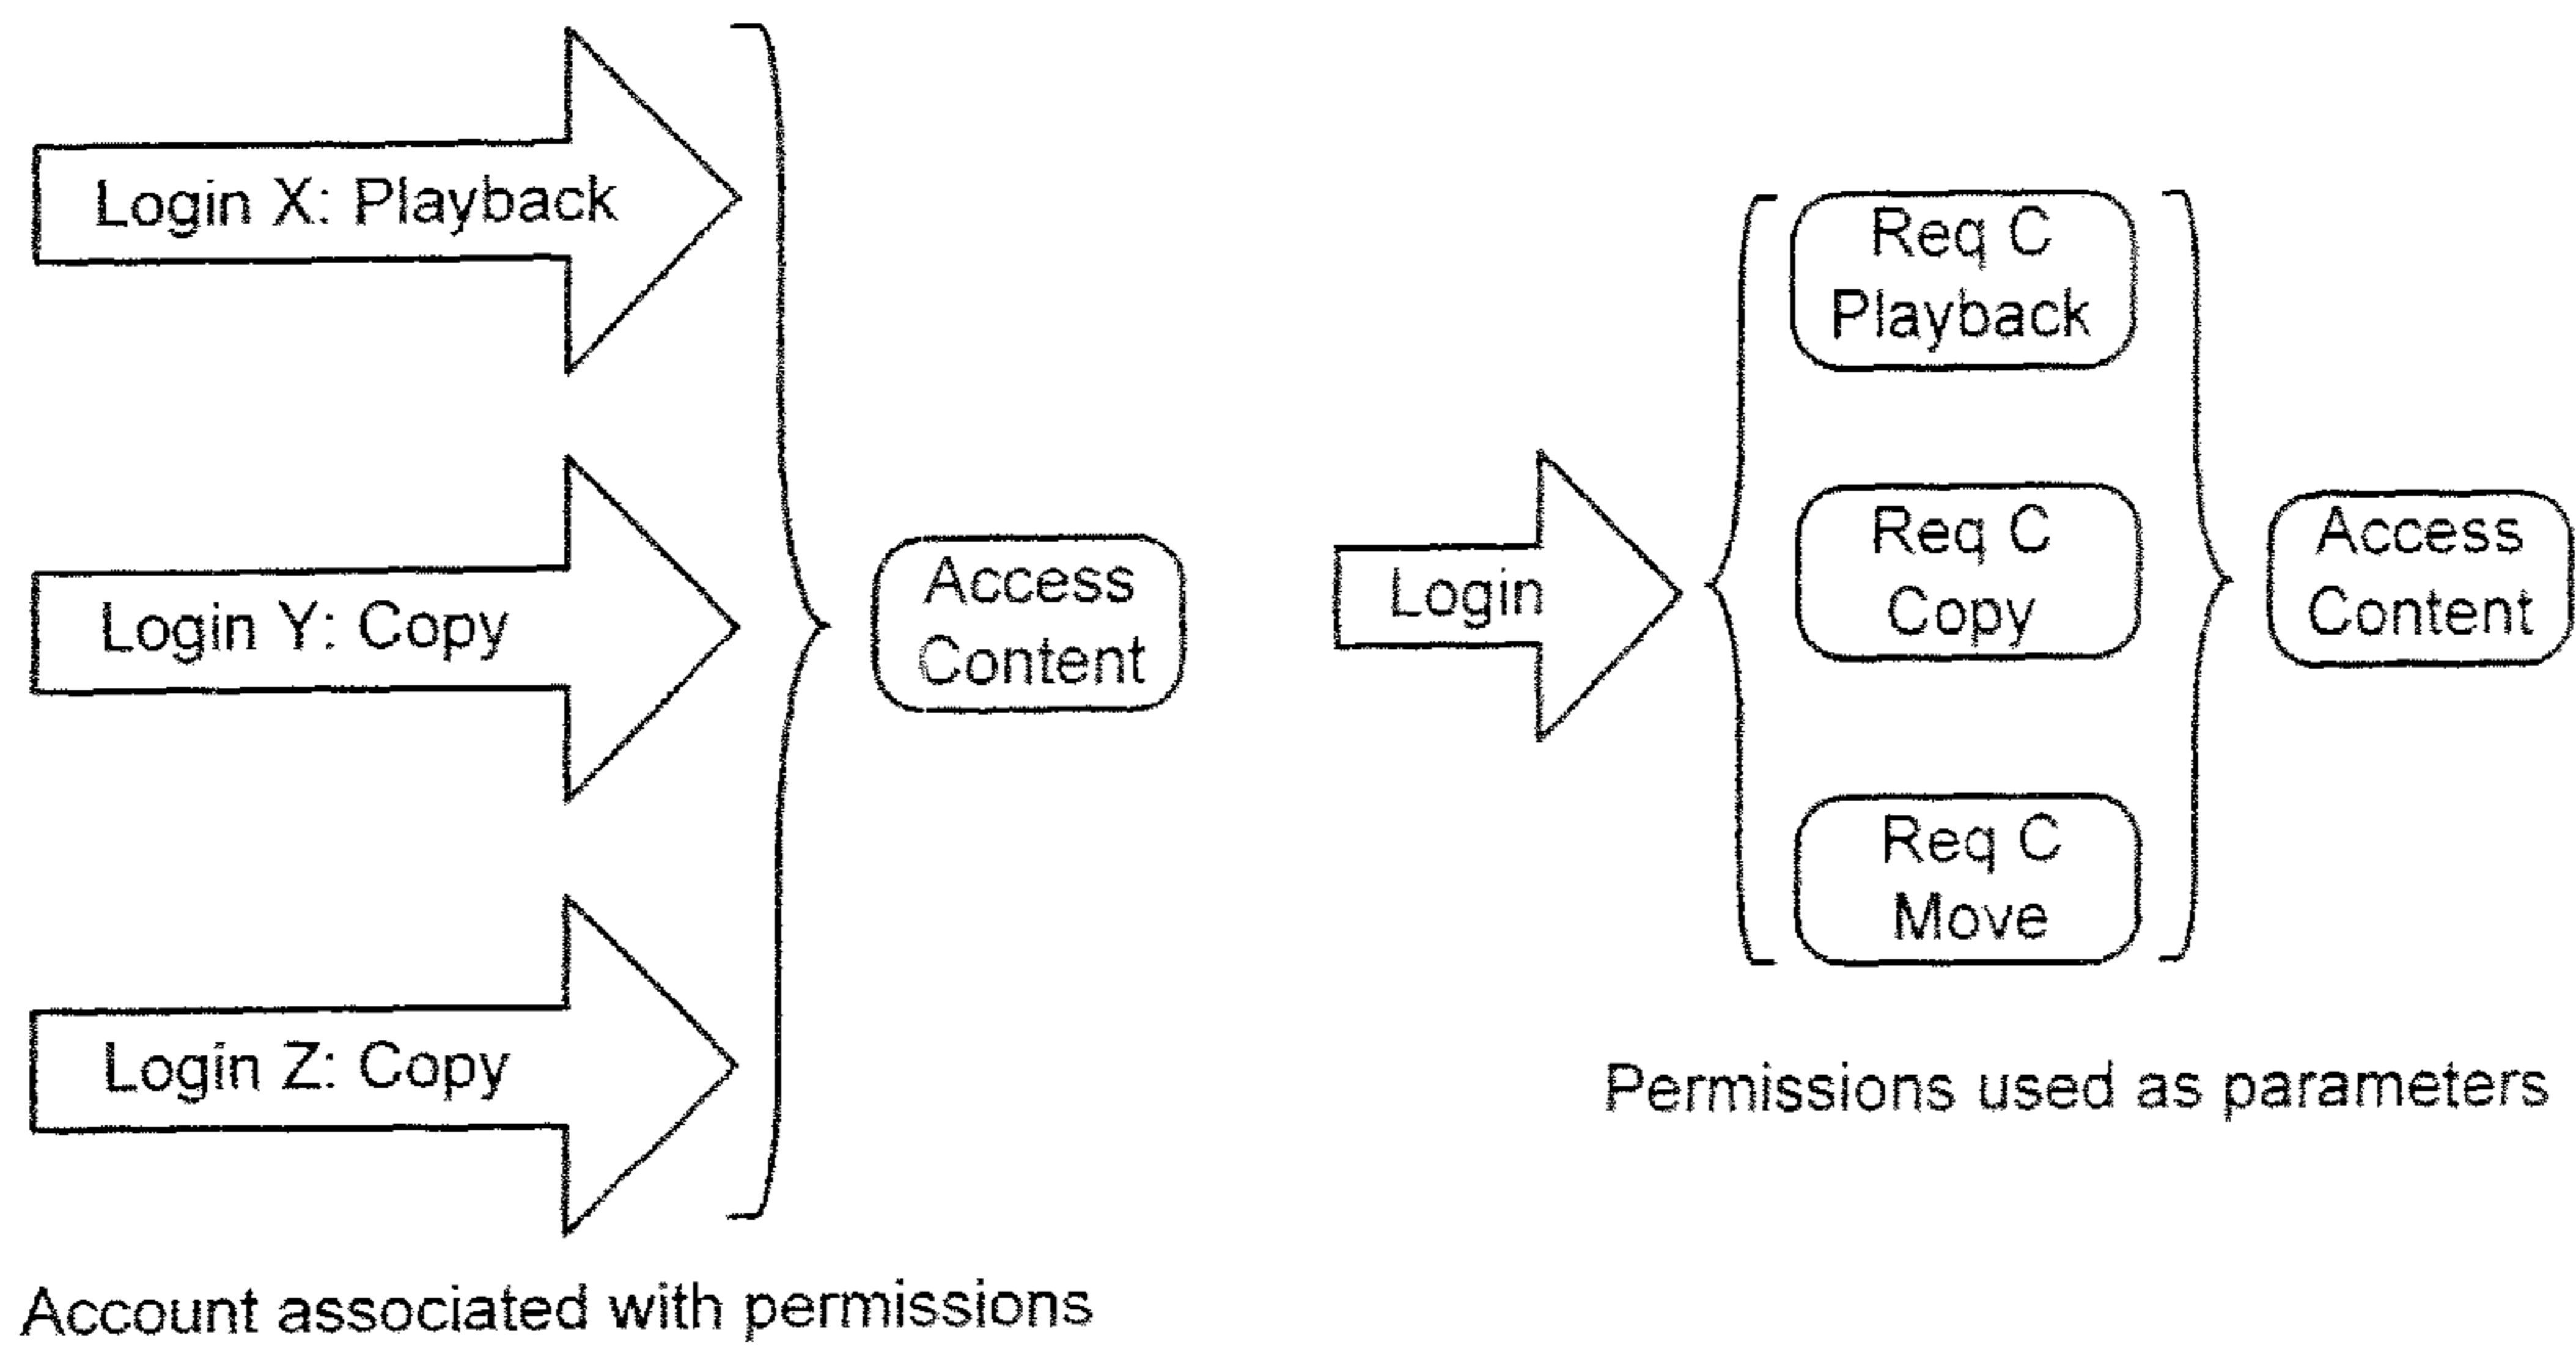 Login X: Playback
Login Y: Copy
Login Z: Copy
Access
Content
Account associated with permissions
Login
Req C
Playback
Req C
Copy
Req C
Move
Access
Content
Permissions used as parameters